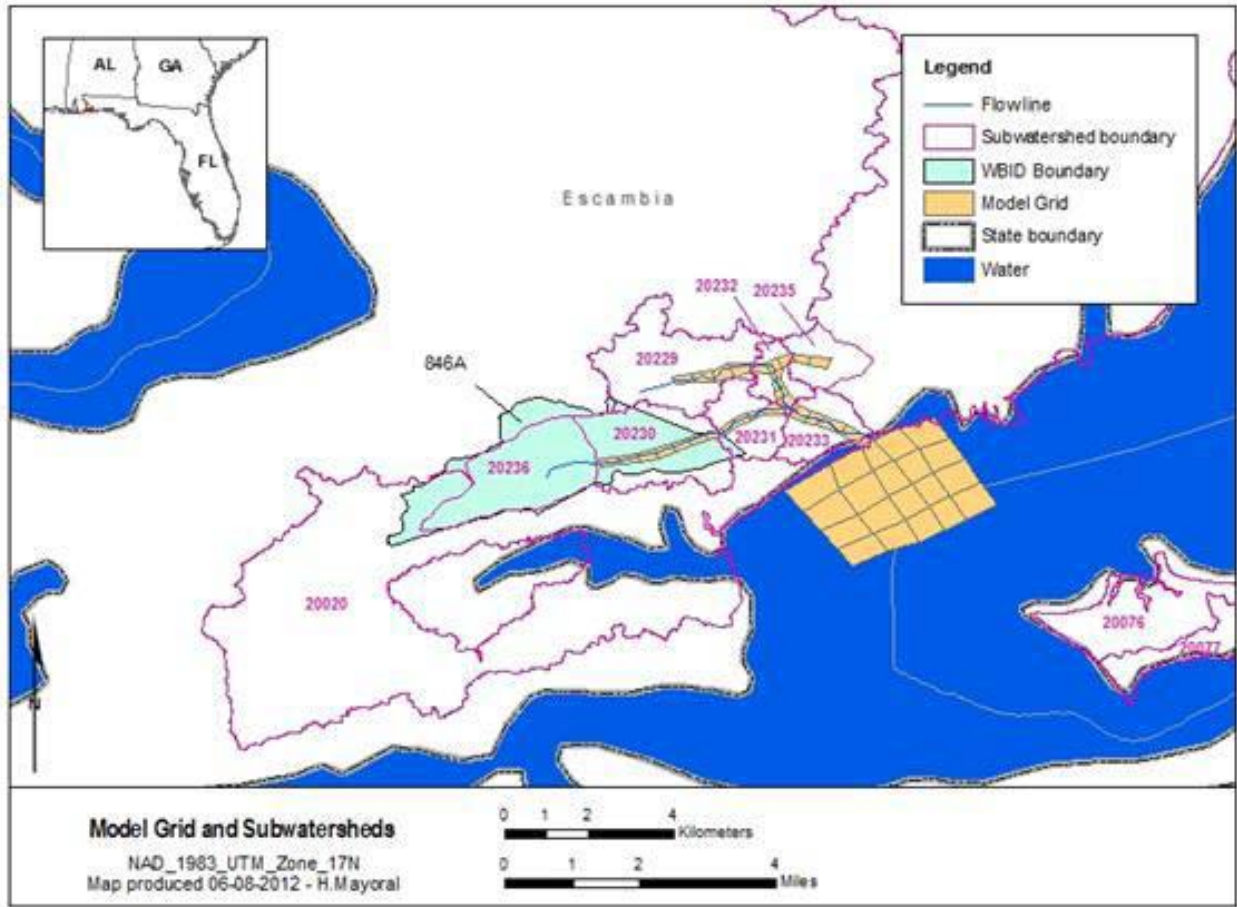 AL
GA
FL
Legend
Flowline
Subwatershed boundary
WBID Boundary
Model Grid
State boundary
Water
Escambia
20232
20235
20229
846A
20230
20231
20233
20236
20020
20076
20077
N
Model Grid and Subwatersheds
NAD_1983_UTM_Zone_17N
Map produced 06-08-2012 - H.Mayoral
0 1 2 4
Kilometers
0 1 2 4
Miles